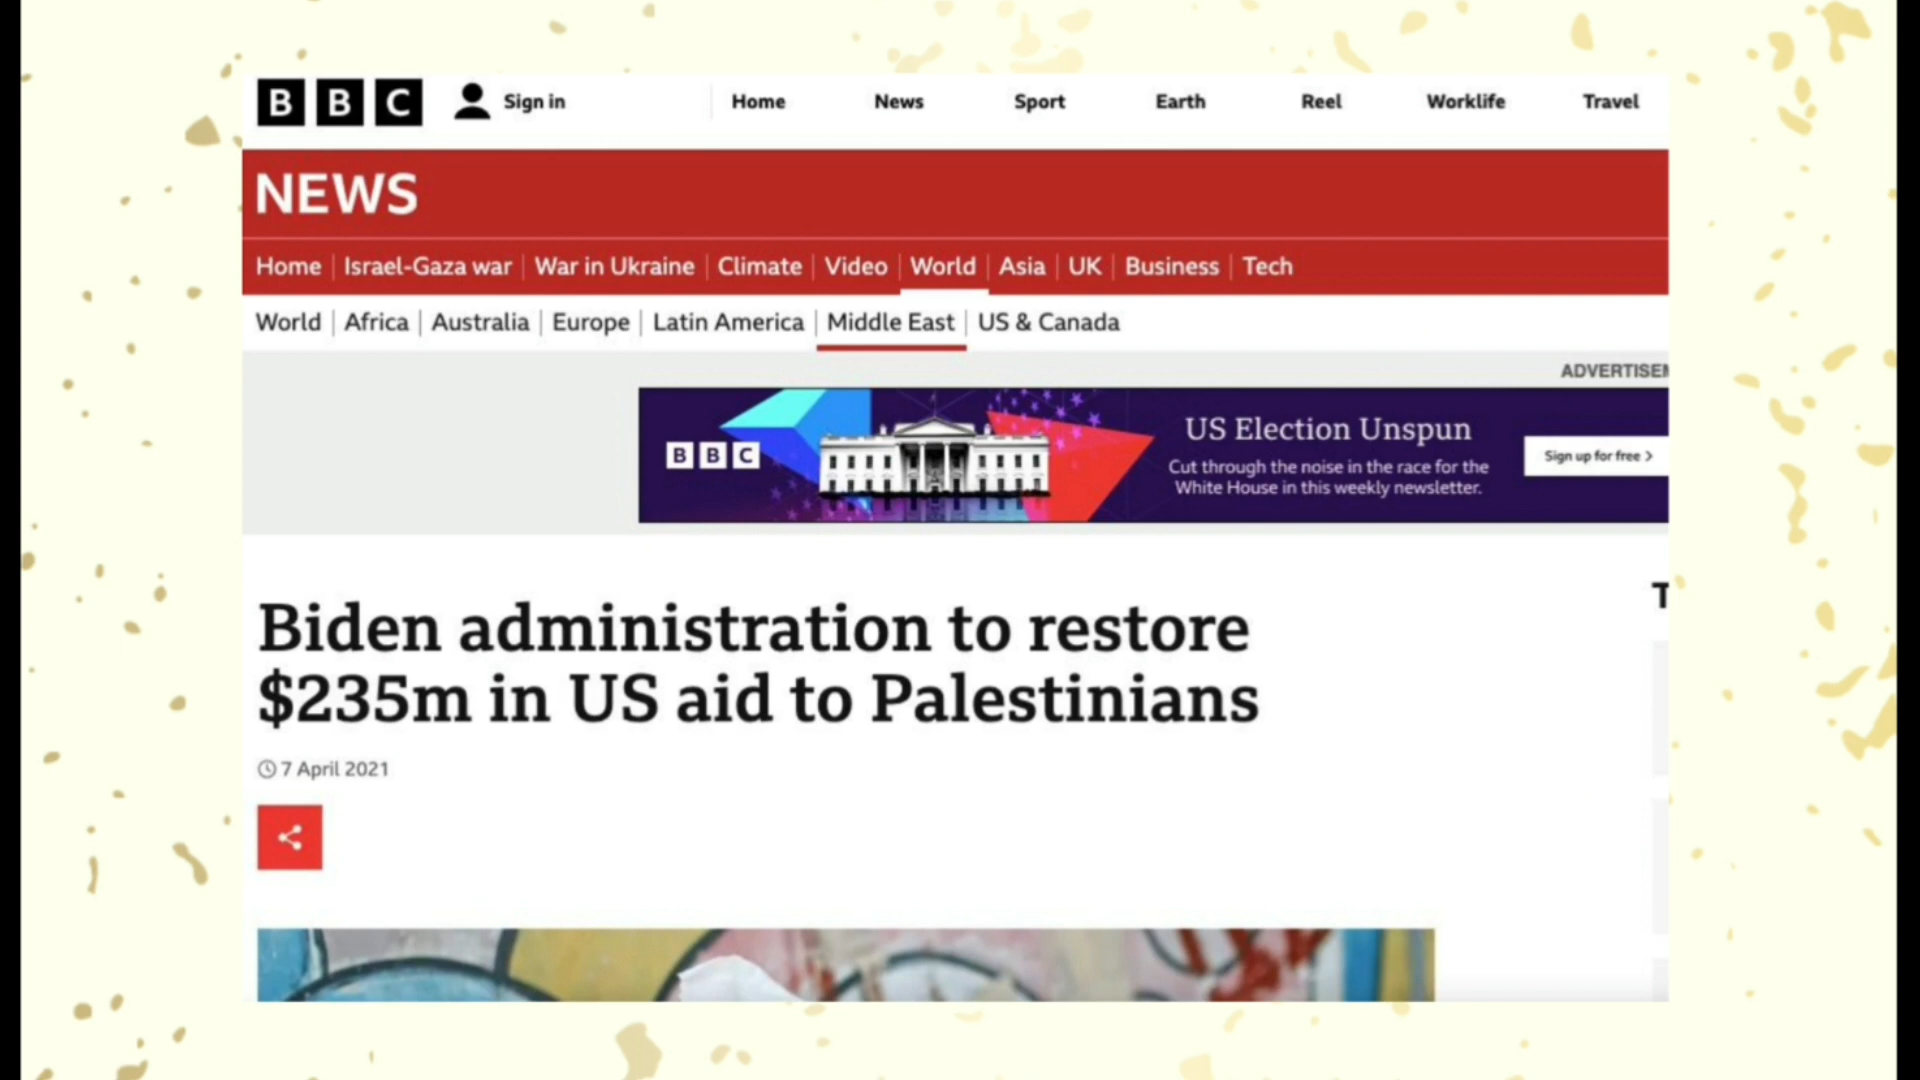 BBC Sign in Home News Sport Earth Reel Worklife Travel
NEWS
Home Israel-Gaza war War in Ukraine Climate Video World Asia UK Business Tech
World Africa Australia Europe Latin America Middle East US & Canada
ADVERTISEM
BBC
US Election Unspun
Cut through the noise in the race for the
White House in this weekly newsletter.
Sign up for free >
Biden administration to restore
$235m in US aid to Palestinians
7 April 2021
T